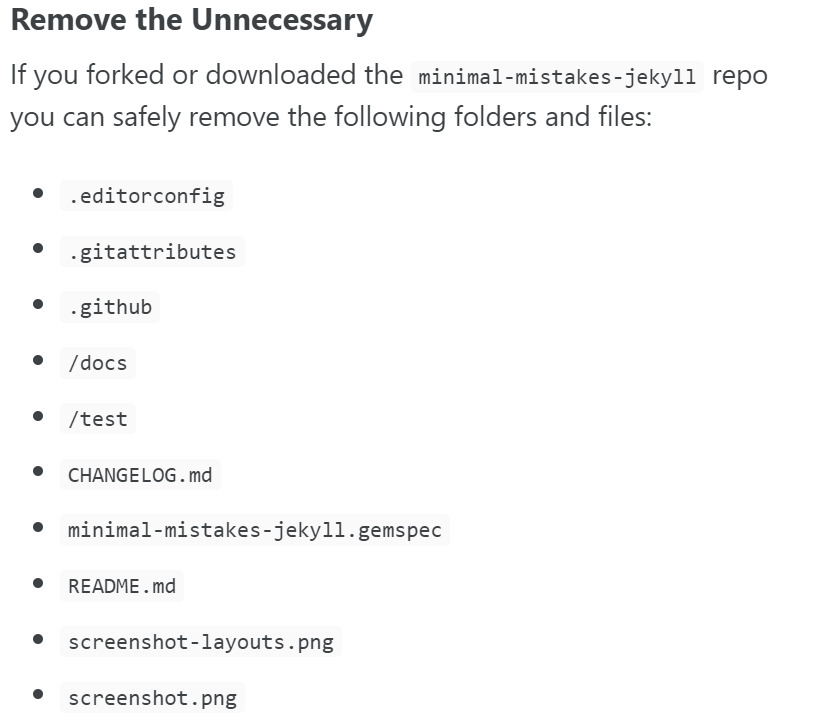 Remove the Unnecessary
If you forked or downloaded the minimal-mistakes-jekyll repo
you can safely remove the following folders and files:
.editorconfig
.gitattributes
.github
/docs
/test
CHANGELOG.md
minimal-mistakes-jekyll.gemspec
README.md
screenshot-layouts.png
screenshot.png